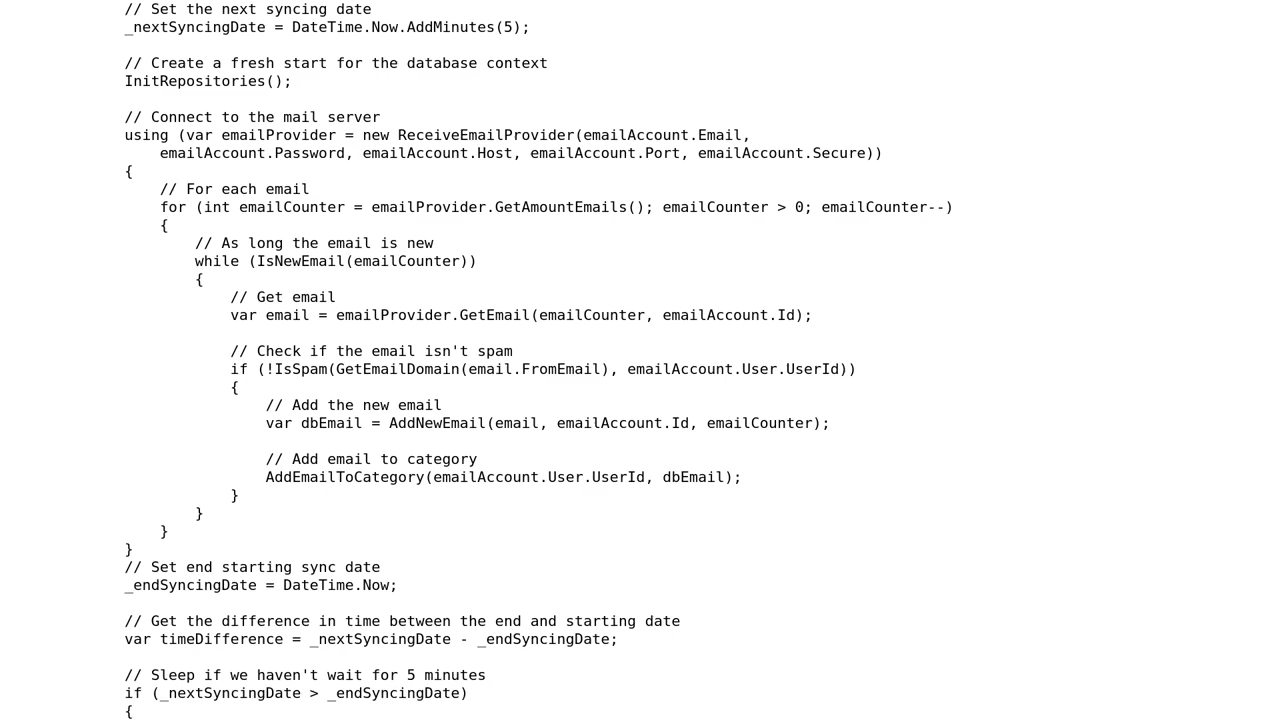 // Set the next syncing date
_nextSyncingDate = DateTime.Now.AddMinutes(5);
// Create a fresh start for the database context
InitRepositories();
// Connect to the mail server
using (var emailProvider = new ReceiveEmailProvider(emailAccount.Email,
emailAccount.Password, emailAccount.Host, emailAccount.Port, emailAccount.Secure))
{
// For each email
for (int emailCounter = emailProvider.GetAmountEmails(); emailCounter > 0; emailCounter--)
{
// As long the email is new
while (IsNewEmail(emailCounter))
{
// Get email
var email = emailProvider.GetEmail(emailCounter, emailAccount.Id);
// Check if the email isn't spam
if (!IsSpam(GetEmailDomain(email.FromEmail), emailAccount.User.UserId))
{
// Add the new email
var dbEmail = AddNewEmail(email, emailAccount.Id, emailCounter);
// Add email to category
AddEmailToCategory(emailAccount.User.UserId, dbEmail);
}
}
}
}
// Set end starting sync date
_endSyncingDate = DateTime.Now;
// Get the difference in time between the end and starting date
var timeDifference = _nextSyncingDate - _endSyncingDate;
// Sleep if we haven't wait for 5 minutes
if (_nextSyncingDate > _endSyncingDate)
{